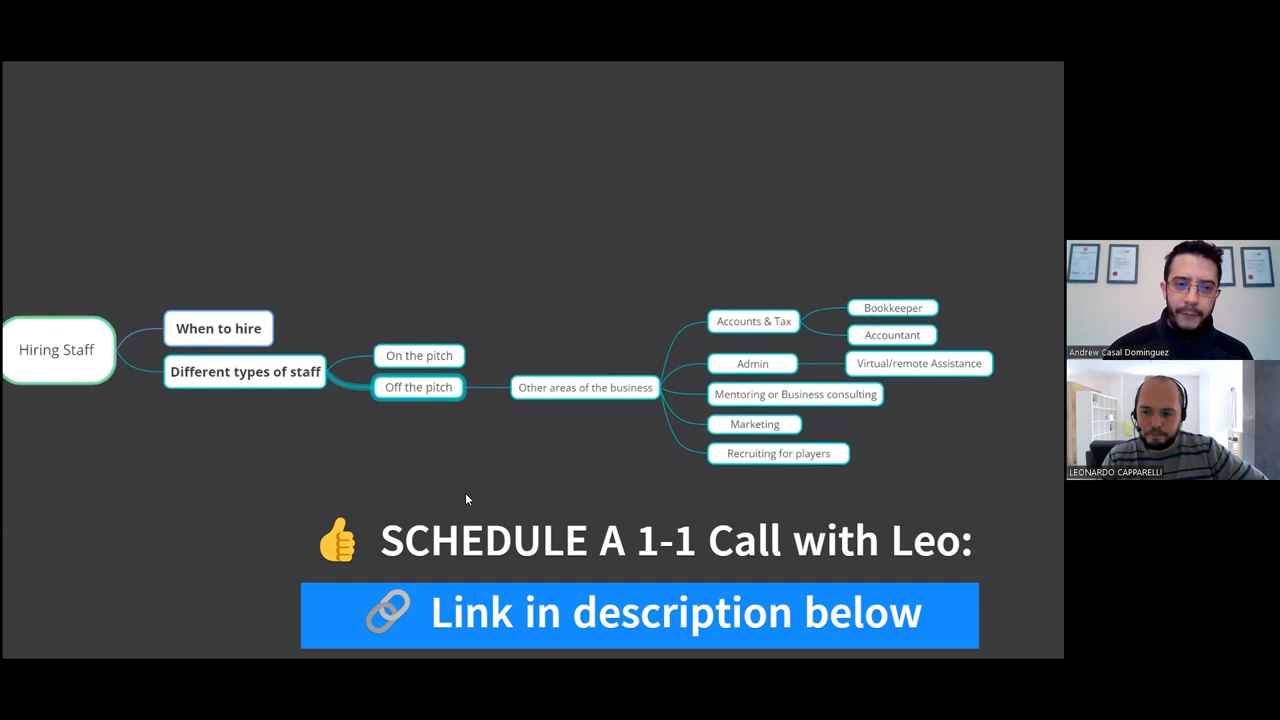 Hiring Staff
When to hire
Different types of staff
On the pitch
Off the pitch
Other areas of the business
Accounts & Tax
Bookkeeper
Accountant
Admin
Virtual/remote Assistance
Mentoring or Business consulting
Marketing
Recruiting for players
👍 SCHEDULE A 1-1 Call with Leo:
🔗 Link in description below
Andrew Casal Dominguez
LEONARDO CAPPARELLI